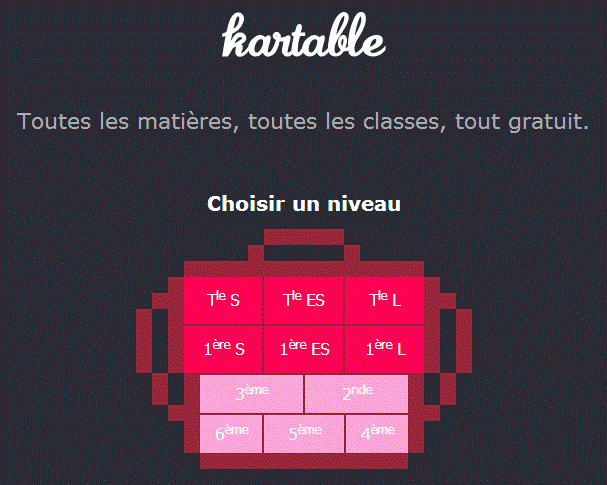 kartable
Toutes les matières, toutes les classes, tout gratuit.
Choisir un niveau
Tle S Tle ES Tle L
1ère S 1ère ES 1ère L
3ème 2nde
6ème 5ème 4ème